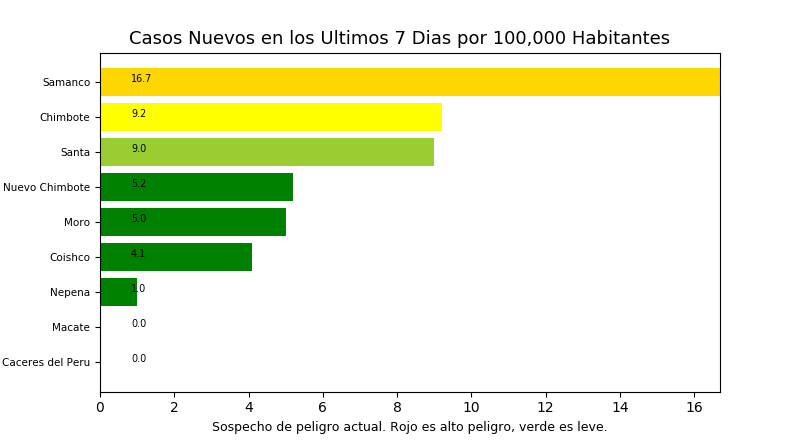 Casos Nuevos en los Ultimos 7 Dias por 100,000 Habitantes
Samanco 16.7
Chimbote 9.2
Santa 9.0
Nuevo Chimbote 5.2
Moro 5.0
Coishco 4.1
Nepena 1.0
Macate 0.0
Caceres del Peru 0.0
0 2 4 6 8 10 12 14 16
Sospecho de peligro actual. Rojo es alto peligro, verde es leve.